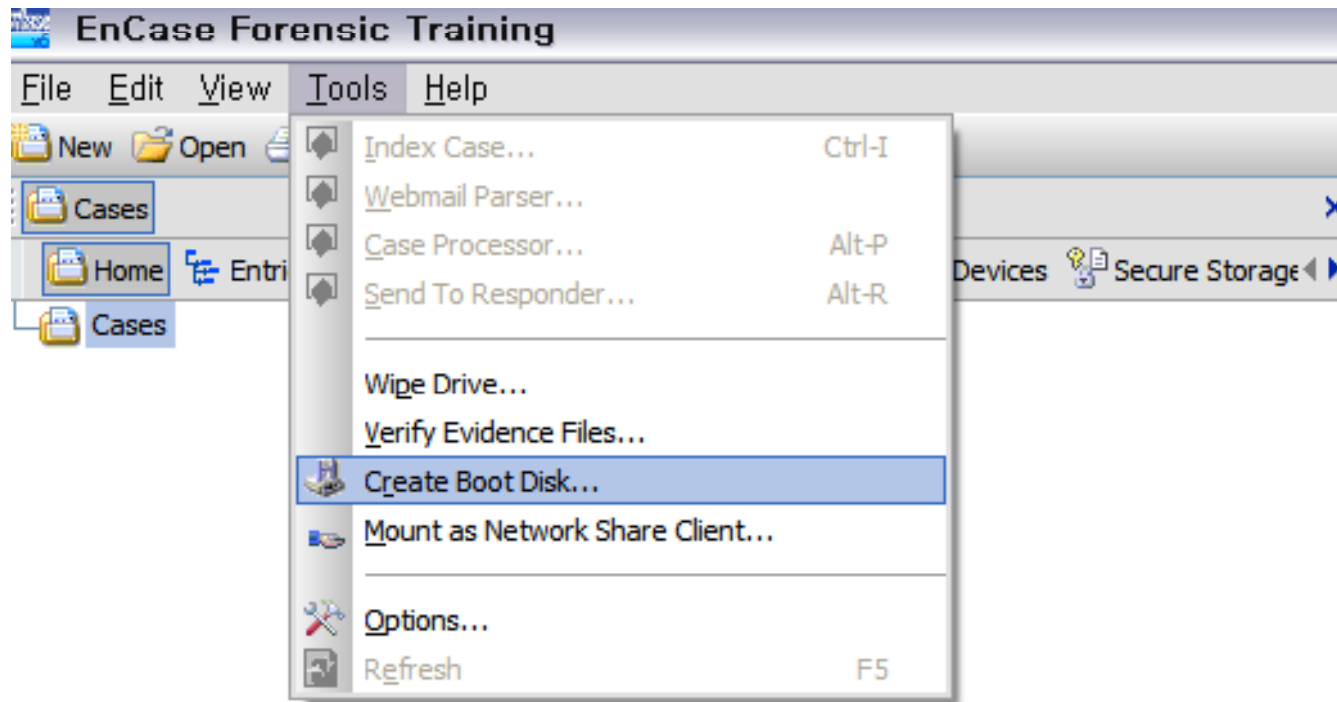 EnCase Forensic Training
File Edit View Tools Help
New Open
Index Case... Ctrl-I
Webmail Parser...
Cases
Case Processor... Alt-P
Home Entri Devices Secure Storage
Send To Responder... Alt-R
Cases
Wipe Drive...
Verify Evidence Files...
Create Boot Disk...
Mount as Network Share Client...
Options...
Refresh F5